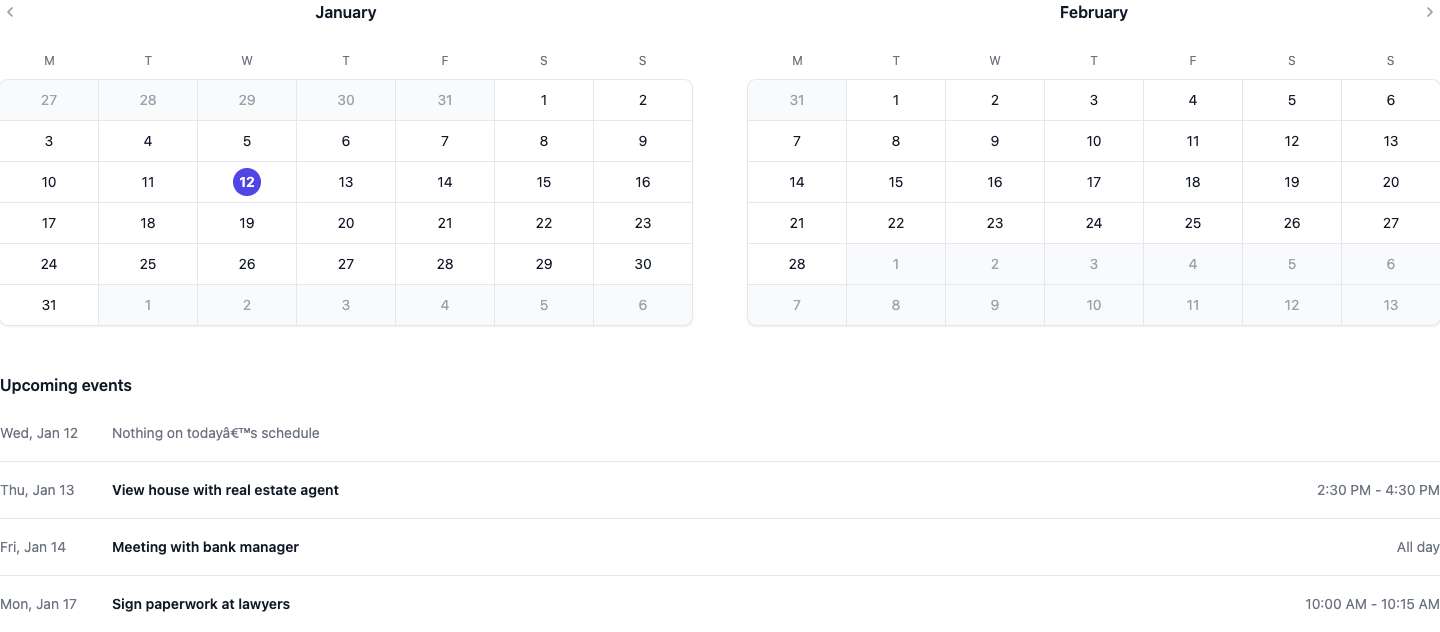 January
M T W T F S S
27 28 29 30 31 1 2
3 4 5 6 7 8 9
10 11 12 13 14 15 16
17 18 19 20 21 22 23
24 25 26 27 28 29 30
31 1 2 3 4 5 6
February
M T W T F S S
31 1 2 3 4 5 6
7 8 9 10 11 12 13
14 15 16 17 18 19 20
21 22 23 24 25 26 27
28 1 2 3 4 5 6
7 8 9 10 11 12 13
Upcoming events
Wed, Jan 12 Nothing on todayâ€™s schedule
Thu, Jan 13 View house with real estate agent 2:30 PM - 4:30 PM
Fri, Jan 14 Meeting with bank manager All day
Mon, Jan 17 Sign paperwork at lawyers 10:00 AM - 10:15 AM